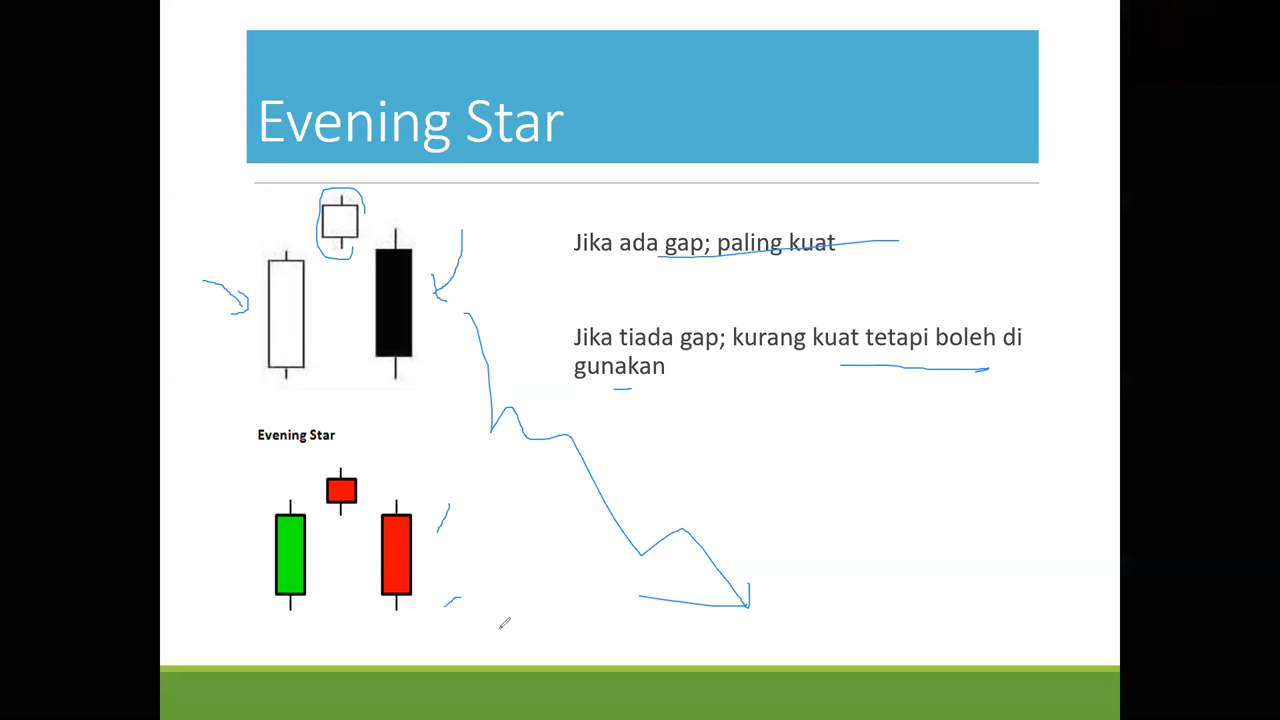 Evening Star
Jika ada gap; paling kuat
Jika tiada gap; kurang kuat tetapi boleh di
gunakan
Evening Star